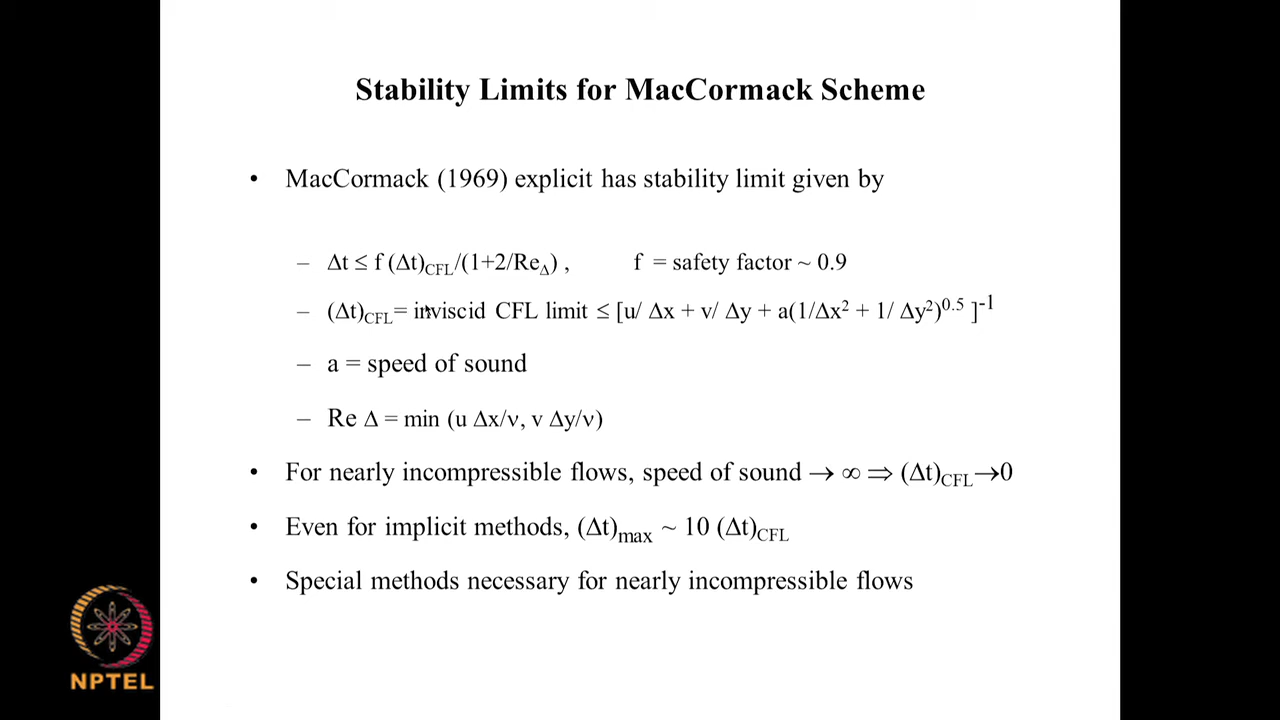 Stability Limits for MacCormack Scheme
• MacCormack (1969) explicit has stability limit given by
– Δt ≤ f (Δt)CFL/(1+2/ReΔ) , f = safety factor ~ 0.9
– (Δt)CFL= inviscid CFL limit ≤ [u/ Δx + v/ Δy + a(1/Δx² + 1/ Δy²)^0.5 ]^-1
– a = speed of sound
– Re Δ = min (u Δx/ν, v Δy/ν)
• For nearly incompressible flows, speed of sound → ∞ ⇒ (Δt)CFL→0
• Even for implicit methods, (Δt)max ~ 10 (Δt)CFL
• Special methods necessary for nearly incompressible flows
NPTEL